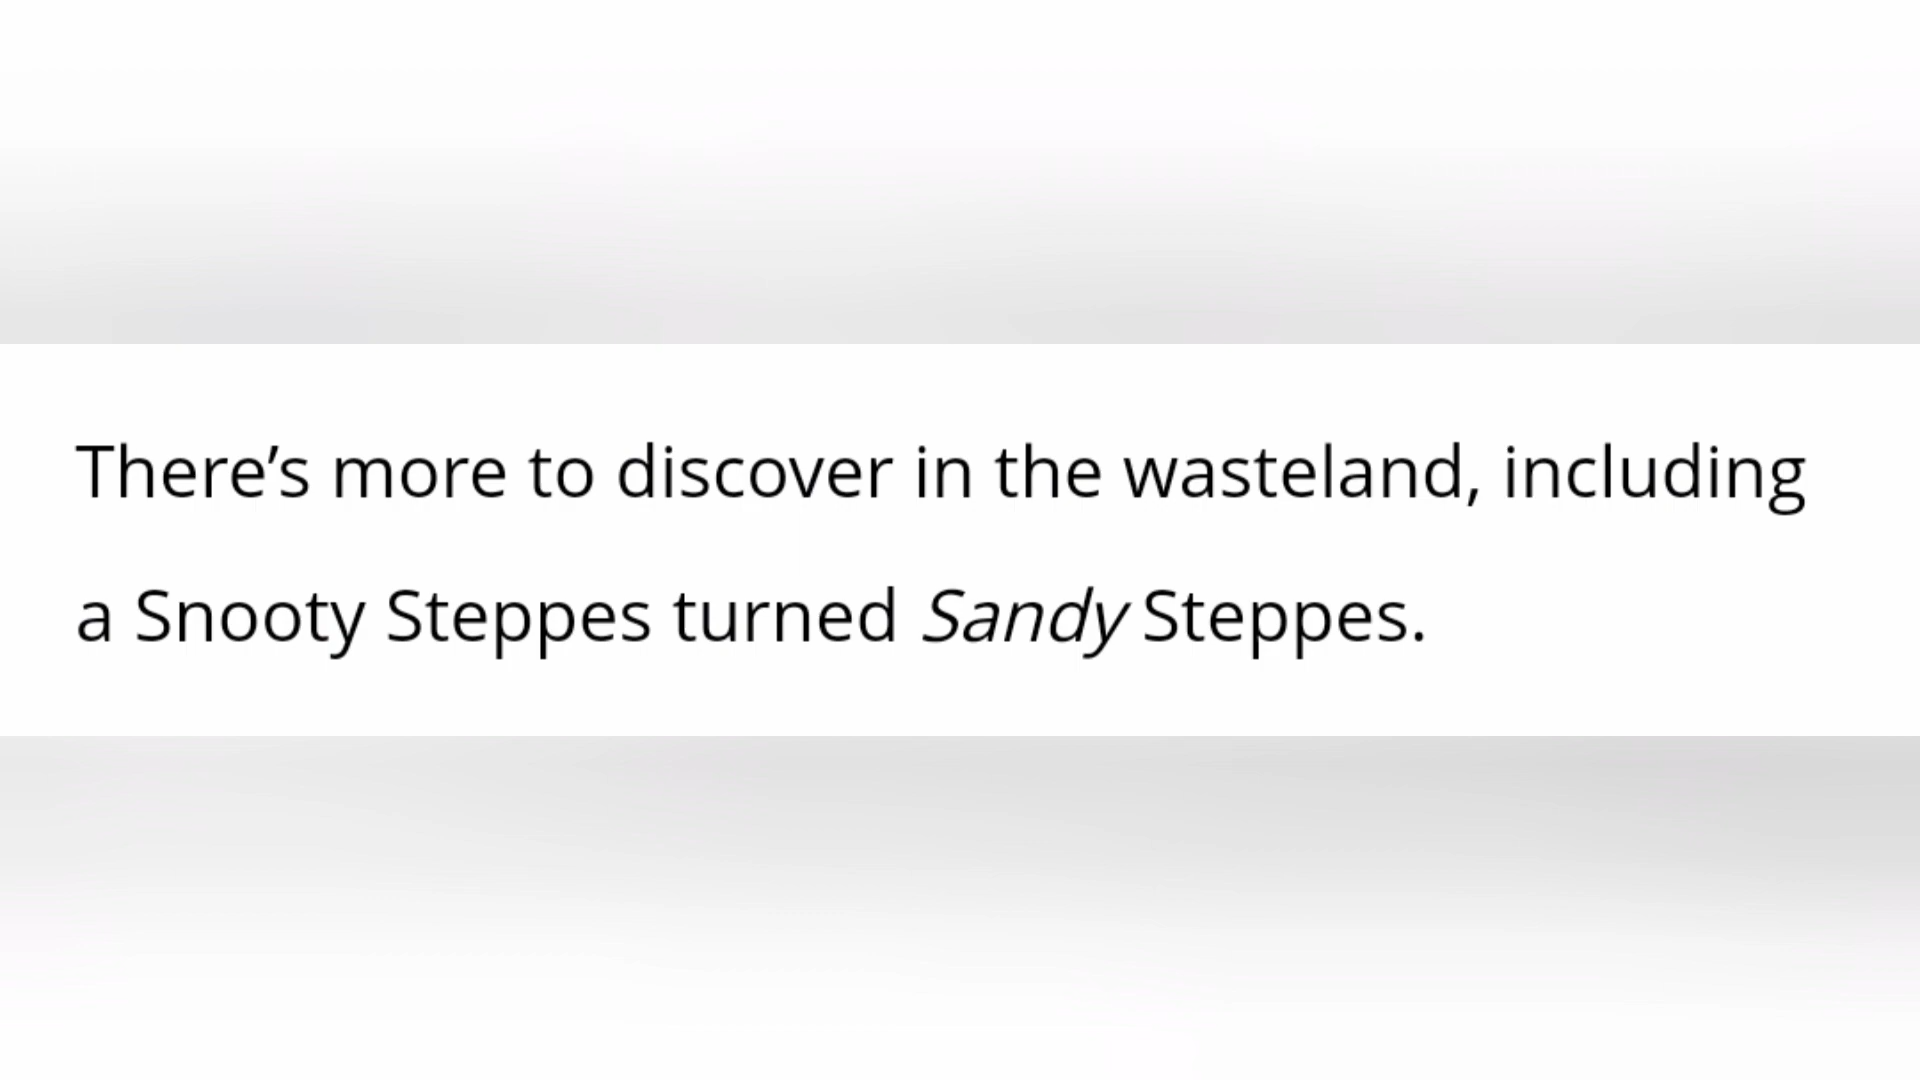 There’s more to discover in the wasteland, including
a Snooty Steppes turned Sandy Steppes.